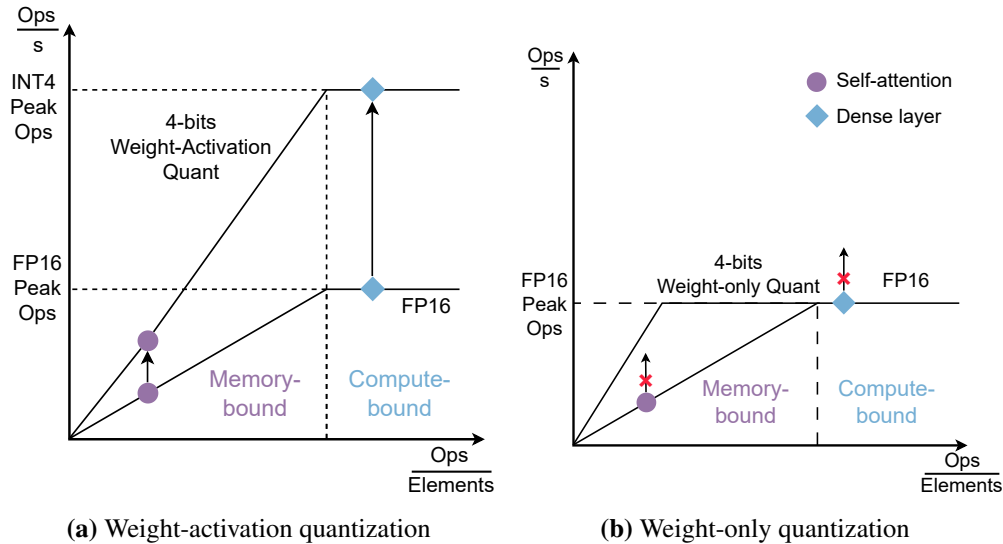 Ops
s
INT4
Peak
Ops
4-bits
Weight-Activation
Quant
FP16
Peak
Ops
FP16
Memory-
bound
Compute-
bound
Ops
Elements
(a) Weight-activation quantization
Ops
s
Self-attention
Dense layer
4-bits
Weight-only Quant
FP16
Peak
Ops
FP16
Memory-
bound
Compute-
bound
Ops
Elements
(b) Weight-only quantization